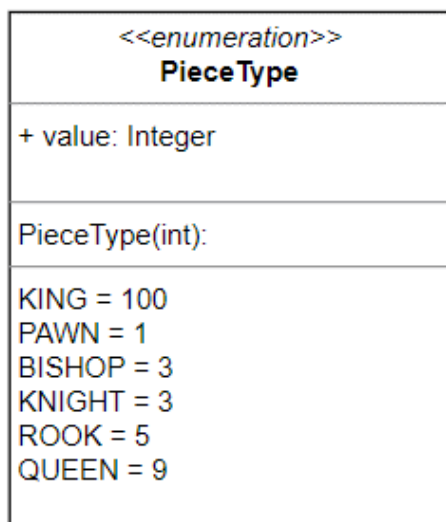 <<enumeration>>
PieceType
+ value: Integer
PieceType(int):
KING = 100
PAWN = 1
BISHOP = 3
KNIGHT = 3
ROOK = 5
QUEEN = 9